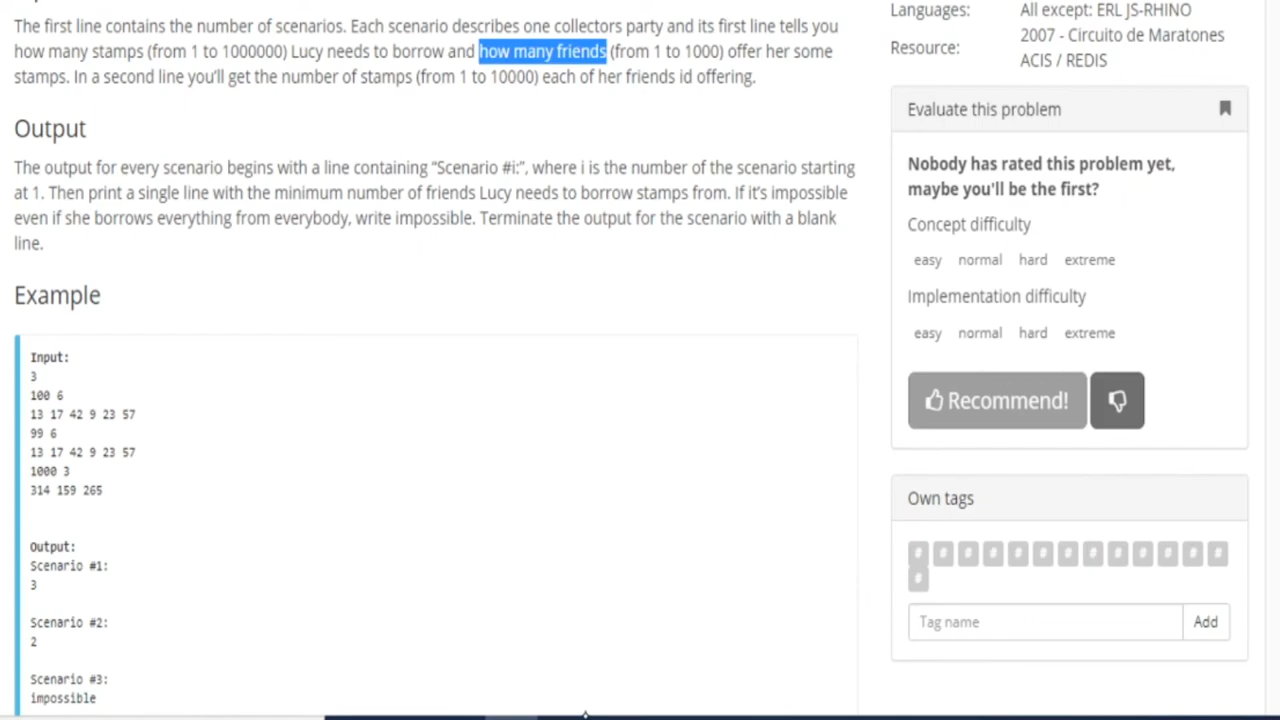 The first line contains the number of scenarios. Each scenario describes one collectors party and its first line tells you
how many stamps (from 1 to 1000000) Lucy needs to borrow and how many friends (from 1 to 1000) offer her some
stamps. In a second line you'll get the number of stamps (from 1 to 10000) each of her friends id offering.
Output
The output for every scenario begins with a line containing "Scenario #i:", where i is the number of the scenario starting
at 1. Then print a single line with the minimum number of friends Lucy needs to borrow stamps from. If it's impossible
even if she borrows everything from everybody, write impossible. Terminate the output for the scenario with a blank
line.
Example
Input:
3
100 6
13 17 42 9 23 57
99 6
13 17 42 9 23 57
1000 3
314 159 265
Output:
Scenario #1:
3
Scenario #2:
2
Scenario #3:
impossible
Languages: All except: ERL JS-RHINO
Resource: 2007 - Circuito de Maratones
ACIS / REDIS
Evaluate this problem
Nobody has rated this problem yet,
maybe you'll be the first?
Concept difficulty
easy normal hard extreme
Implementation difficulty
easy normal hard extreme
Recommend!
Own tags
# # # # # # # # # # # # #
#
Tag name Add